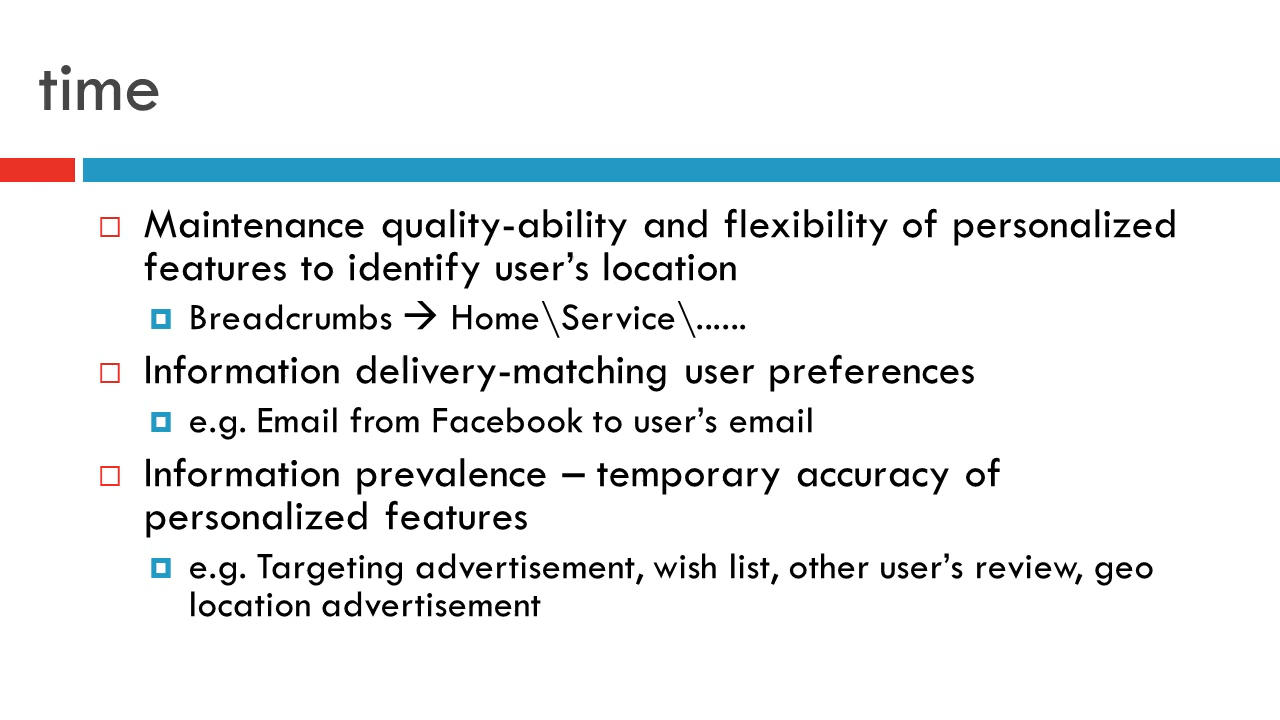 time
Maintenance quality-ability and flexibility of personalized
features to identify user’s location
Breadcrumbs → Home\Service\......
Information delivery-matching user preferences
e.g. Email from Facebook to user’s email
Information prevalence – temporary accuracy of
personalized features
e.g. Targeting advertisement, wish list, other user’s review, geo
location advertisement